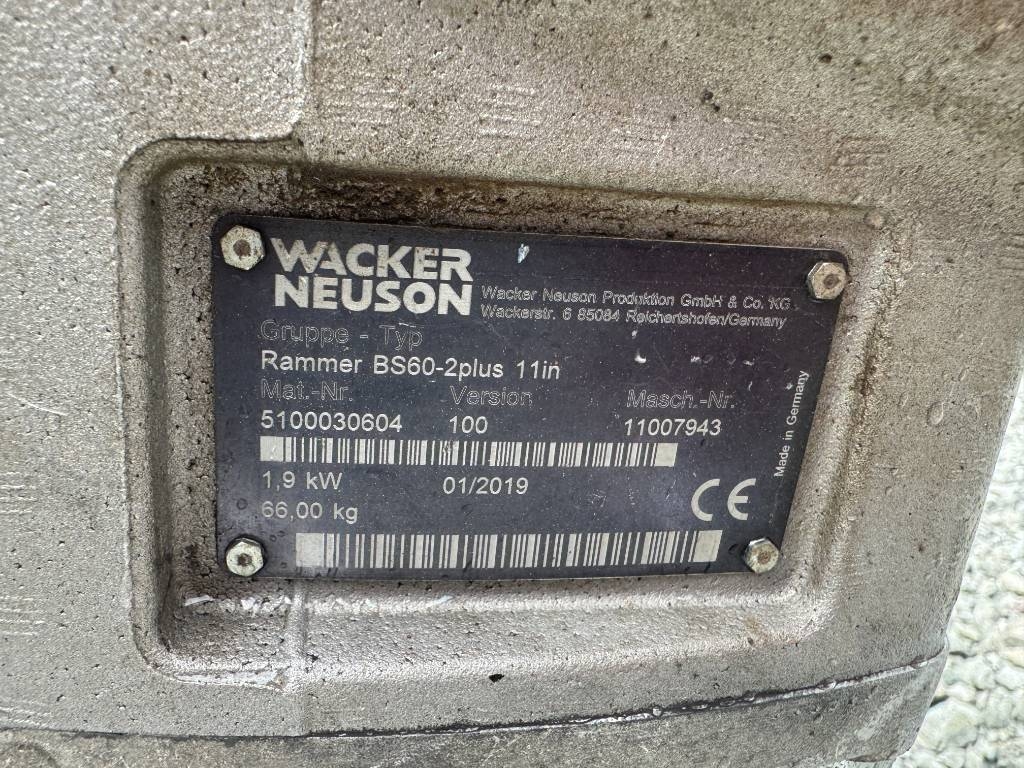 WACKER
NEUSON
Wacker Neuson Produktion GmbH & Co. KG
Wackerstr. 6 85084 Reichertshofen/Germany
Gruppe - Typ
Rammer BS60-2plus 11in
Mat.-Nr. Version Masch.-Nr.
5100030604 100 11007943
1,9 kW 01/2019
66,00 kg
CE
Made in Germany